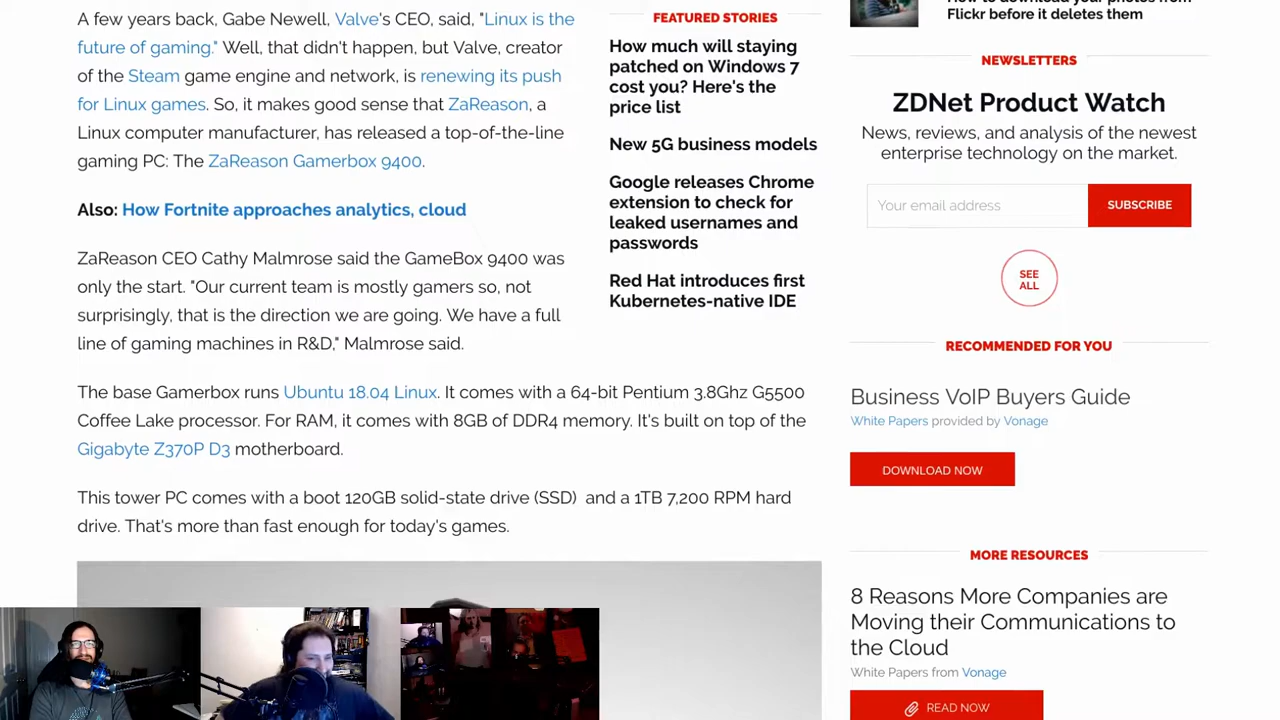 A few years back, Gabe Newell, Valve's CEO, said, "Linux is the
future of gaming." Well, that didn't happen, but Valve, creator
of the Steam game engine and network, is renewing its push
for Linux games. So, it makes good sense that ZaReason, a
Linux computer manufacturer, has released a top-of-the-line
gaming PC: The ZaReason Gamerbox 9400.
Also: How Fortnite approaches analytics, cloud
ZaReason CEO Cathy Malmrose said the GameBox 9400 was
only the start. "Our current team is mostly gamers so, not
surprisingly, that is the direction we are going. We have a full
line of gaming machines in R&D," Malmrose said.
The base Gamerbox runs Ubuntu 18.04 Linux. It comes with a 64-bit Pentium 3.8Ghz G5500
Coffee Lake processor. For RAM, it comes with 8GB of DDR4 memory. It's built on top of the
Gigabyte Z370P D3 motherboard.
This tower PC comes with a boot 120GB solid-state drive (SSD) and a 1TB 7,200 RPM hard
drive. That's more than fast enough for today's games.
FEATURED STORIES
How much will staying
patched on Windows 7
cost you? Here's the
price list
New 5G business models
Google releases Chrome
extension to check for
leaked usernames and
passwords
Red Hat introduces first
Kubernetes-native IDE
How to download your photos from
Flickr before it deletes them
NEWSLETTERS
ZDNet Product Watch
News, reviews, and analysis of the newest
enterprise technology on the market.
Your email address
SUBSCRIBE
SEE
ALL
RECOMMENDED FOR YOU
Business VoIP Buyers Guide
White Papers provided by Vonage
DOWNLOAD NOW
MORE RESOURCES
8 Reasons More Companies are
Moving their Communications to
the Cloud
White Papers from Vonage
READ NOW